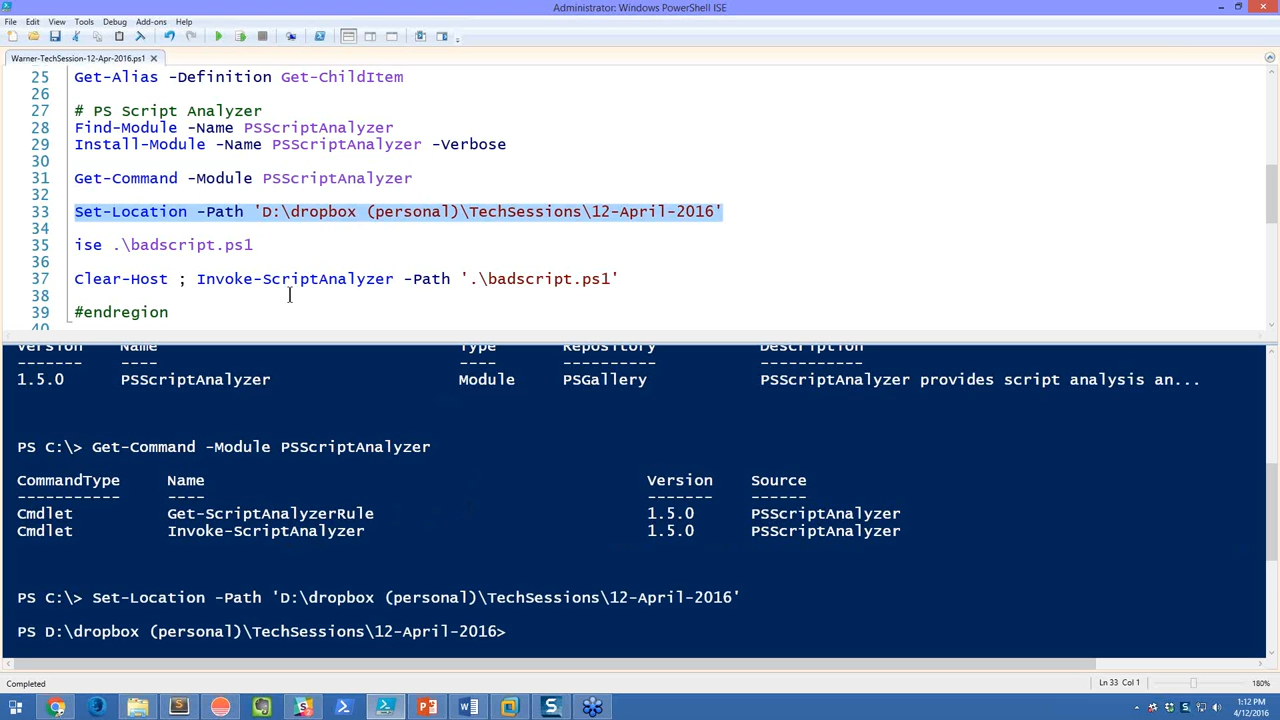 Administrator: Windows PowerShell ISE
File Edit View Tools Debug Add-ons Help
Warner-TechSession-12-Apr-2016.ps1
25 Get-Alias -Definition Get-ChildItem
26
27 # PS Script Analyzer
28 Find-Module -Name PSScriptAnalyzer
29 Install-Module -Name PSScriptAnalyzer -Verbose
30
31 Get-Command -Module PSScriptAnalyzer
32
33 Set-Location -Path 'D:\dropbox (personal)\TechSessions\12-April-2016'
34
35 ise .\badscript.ps1
36
37 Clear-Host ; Invoke-ScriptAnalyzer -Path '.\badscript.ps1'
38
39 #endregion
40
Version Name Type Repository Description
------- ---- ---- ---------- -----------
1.5.0 PSScriptAnalyzer Module PSGallery PSScriptAnalyzer provides script analysis an...
PS C:\> Get-Command -Module PSScriptAnalyzer
CommandType Name Version Source
----------- ---- ------- ------
Cmdlet Get-ScriptAnalyzerRule 1.5.0 PSScriptAnalyzer
Cmdlet Invoke-ScriptAnalyzer 1.5.0 PSScriptAnalyzer
PS C:\> Set-Location -Path 'D:\dropbox (personal)\TechSessions\12-April-2016'
PS D:\dropbox (personal)\TechSessions\12-April-2016>
Completed Ln 33 Col 1 180%
1:12 PM
4/12/2016